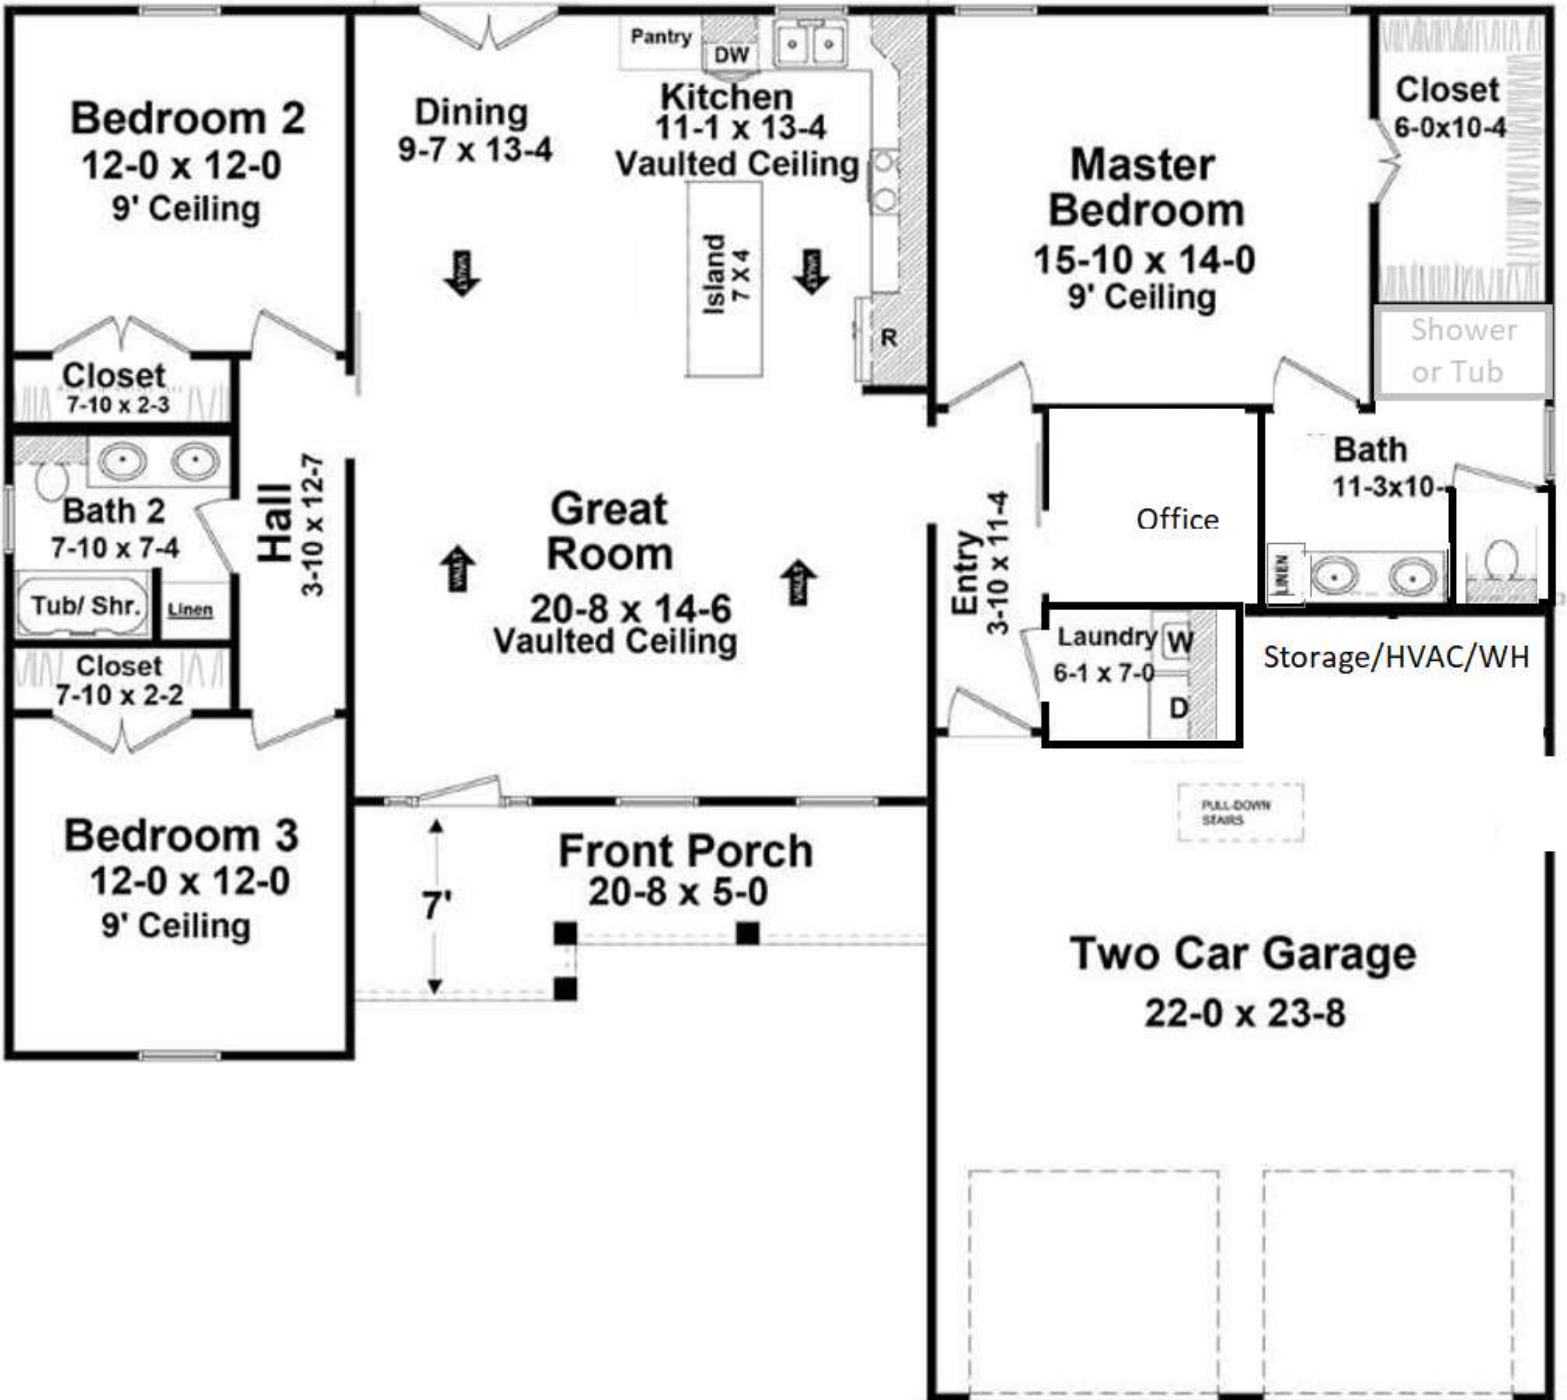 Bedroom 2
12-0 x 12-0
9' Ceiling
Dining
9-7 x 13-4
Pantry
DW
Kitchen
11-1 x 13-4
Vaulted Ceiling
Island
7 X 4
VAULT
VAULT
R
Master
Bedroom
15-10 x 14-0
9' Ceiling
Closet
6-0x10-4
Shower
or Tub
Closet
7-10 x 2-3
Bath 2
7-10 x 7-4
Tub/ Shr.
Linen
Hall
3-10 x 12-7
Closet
7-10 x 2-2
Great
Room
20-8 x 14-6
Vaulted Ceiling
VAULT
VAULT
Entry
3-10 x 11-4
Office
Bath
11-3x10-
LINEN
Laundry
6-1 x 7-0
W
D
Storage/HVAC/WH
Bedroom 3
12-0 x 12-0
9' Ceiling
7'
Front Porch
20-8 x 5-0
PULL-DOWN
STAIRS
Two Car Garage
22-0 x 23-8